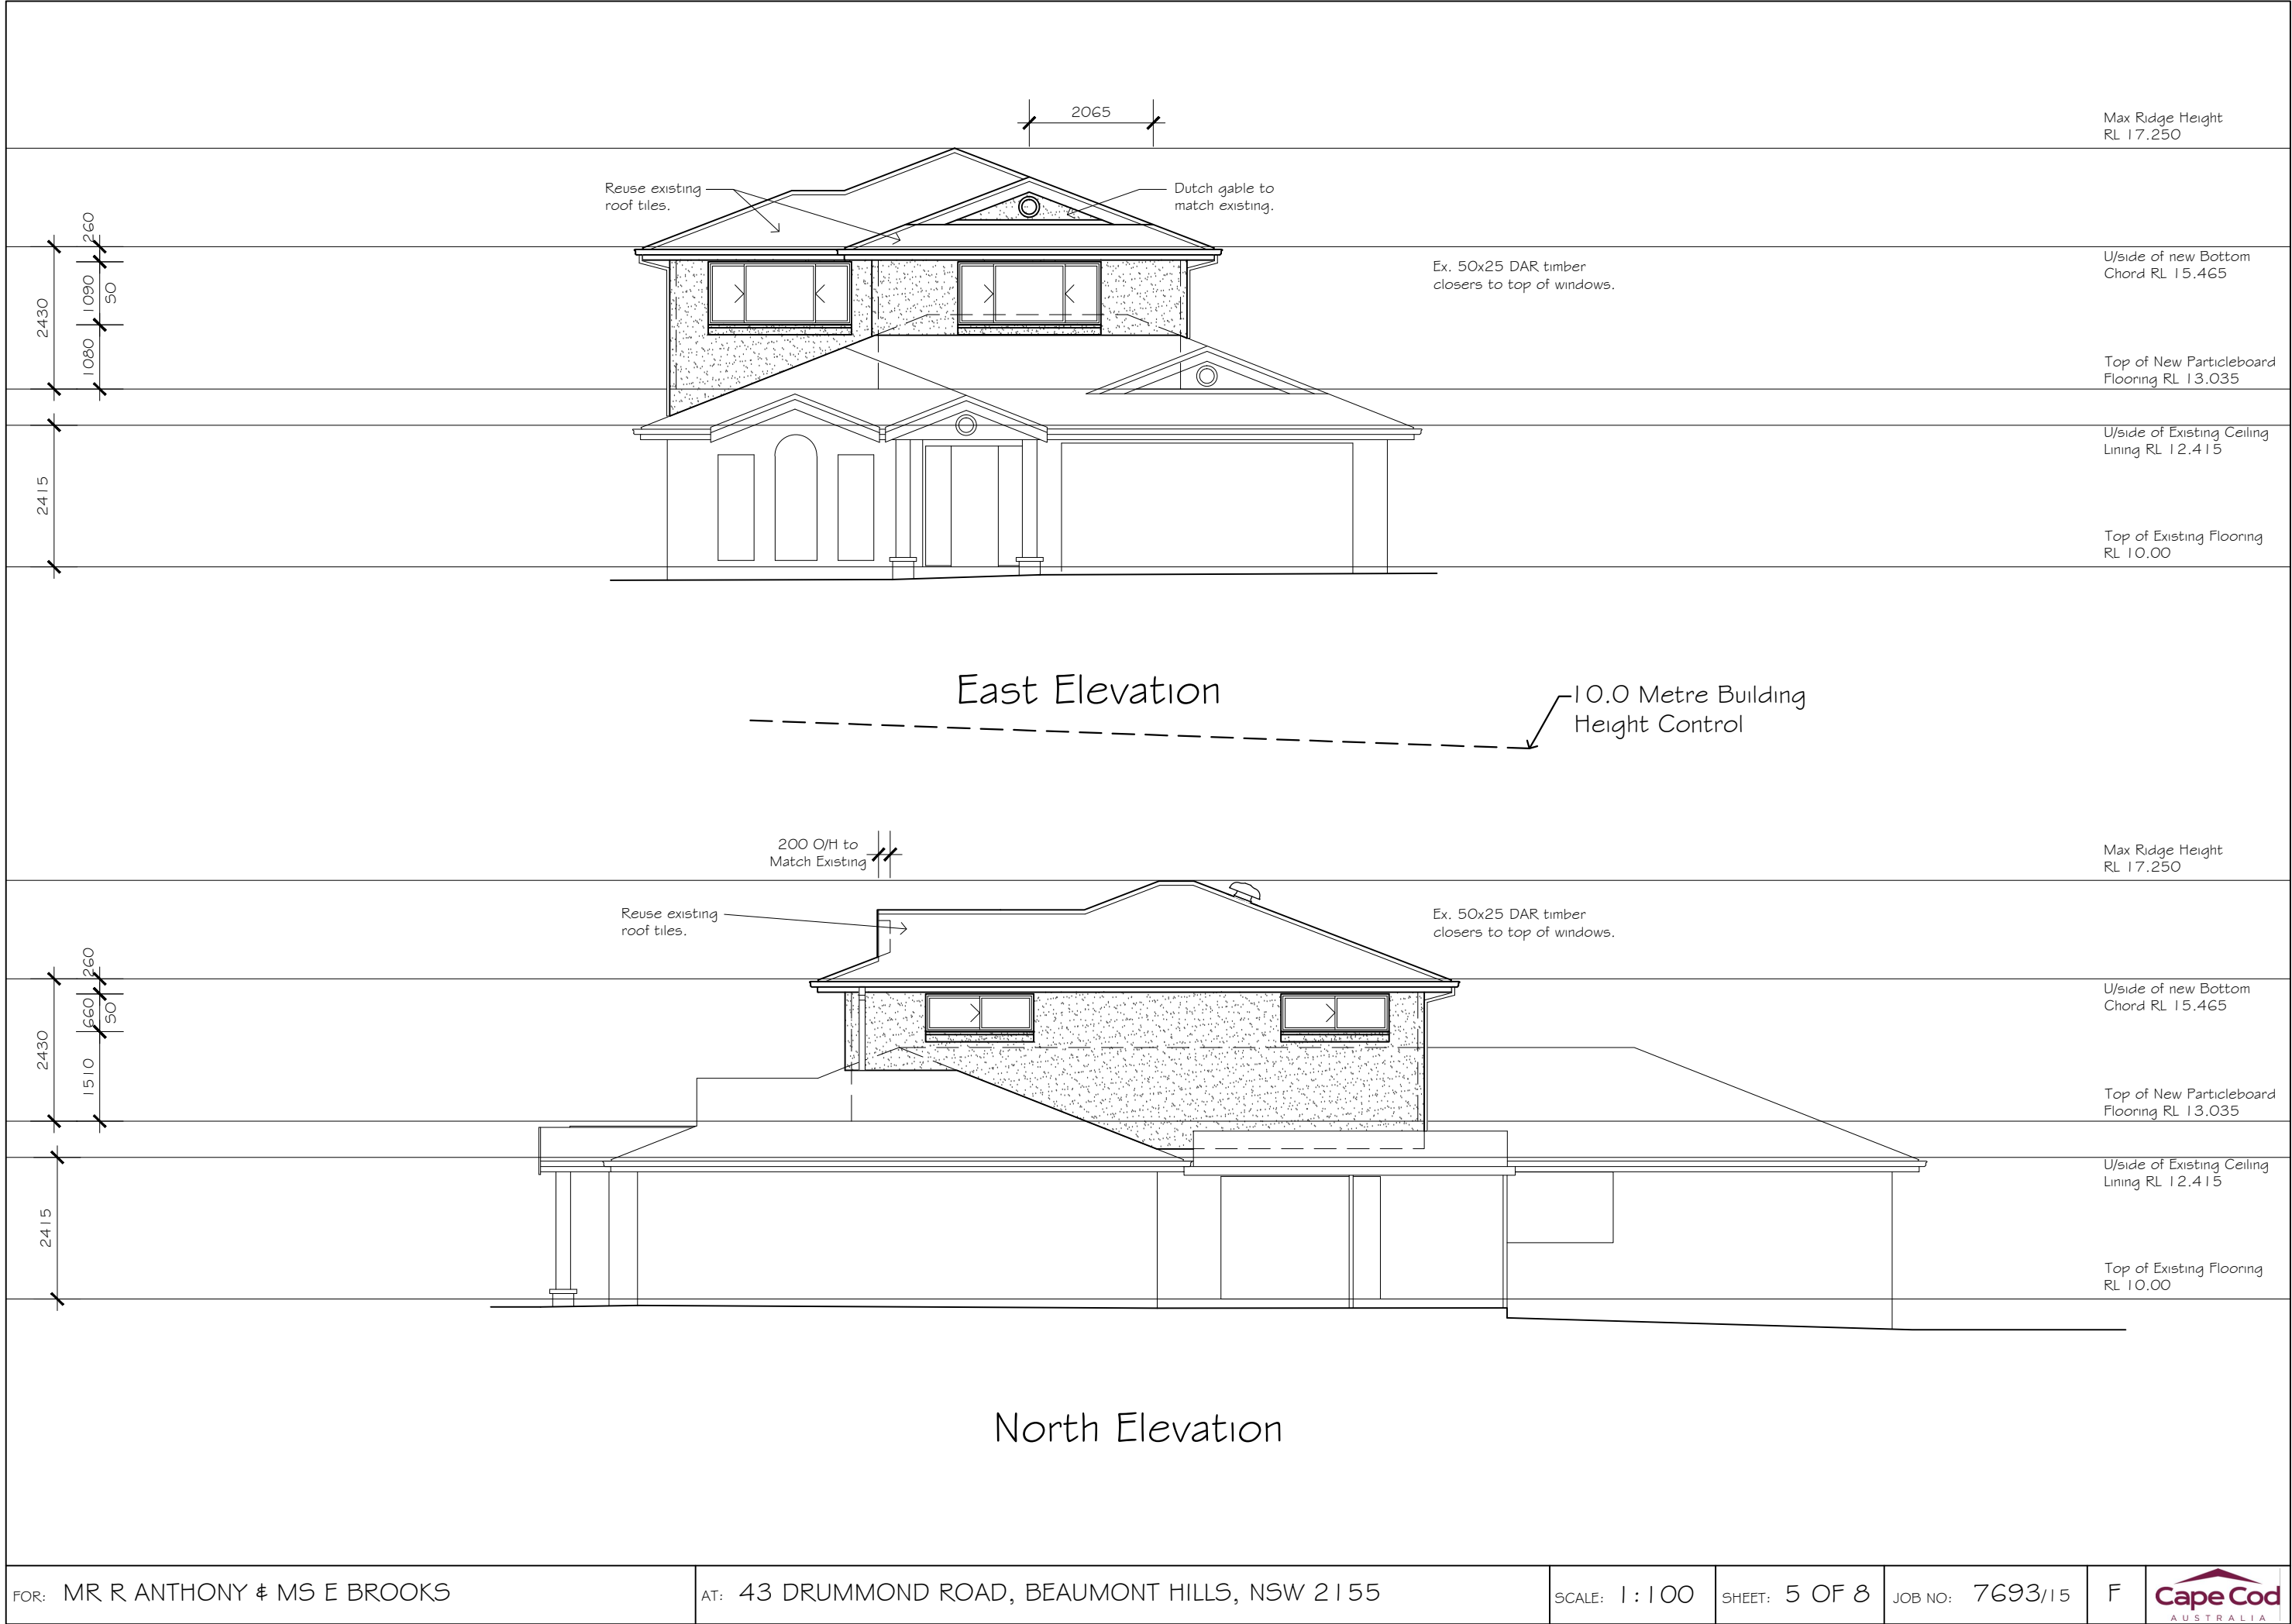 2065
Max Ridge Height
RL 17.250
Reuse existing
roof tiles.
Dutch gable to
match existing.
260
1090
50
2430
1080
Ex. 50x25 DAR timber
closers to top of windows.
U/side of new Bottom
Chord RL 15.465
Top of New Particleboard
Flooring RL 13.035
U/side of Existing Ceiling
Lining RL 12.415
2415
Top of Existing Flooring
RL 10.00
East Elevation
10.0 Metre Building
Height Control
200 O/H to
Match Existing
Max Ridge Height
RL 17.250
Reuse existing
roof tiles.
Ex. 50x25 DAR timber
closers to top of windows.
260
660
50
2430
1510
U/side of new Bottom
Chord RL 15.465
Top of New Particleboard
Flooring RL 13.035
U/side of Existing Ceiling
Lining RL 12.415
2415
Top of Existing Flooring
RL 10.00
North Elevation
FOR: MR R ANTHONY & MS E BROOKS
AT: 43 DRUMMOND ROAD, BEAUMONT HILLS, NSW 2155
SCALE: 1:100
SHEET: 5 OF 8
JOB NO: 7693/15
F
Cape Cod
AUSTRALIA